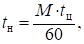 tн = M · tц / 60,